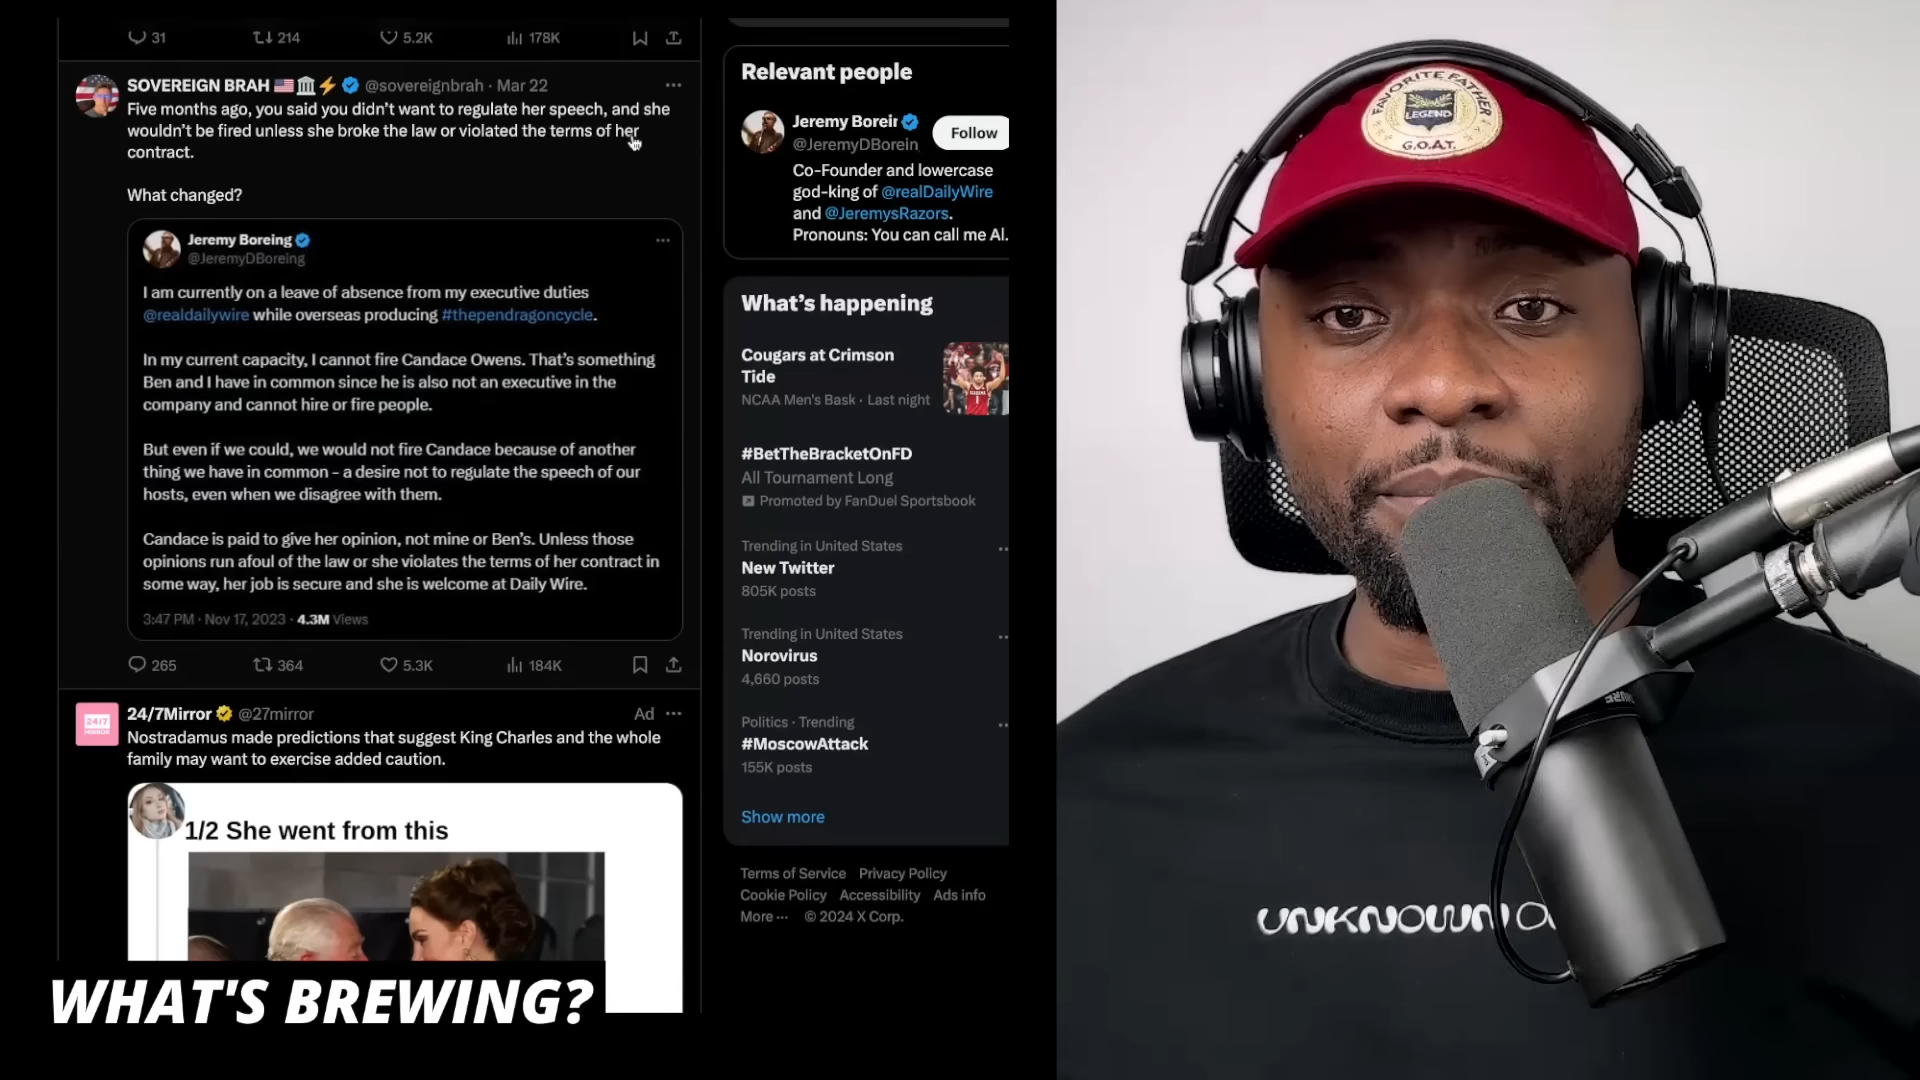 31 214 5.2K 178K
SOVEREIGN BRAH @sovereignbrah · Mar 22
Five months ago, you said you didn't want to regulate her speech, and she
wouldn't be fired unless she broke the law or violated the terms of her
contract.
What changed?
Jeremy Boreing
@JeremyDBoreing
I am currently on a leave of absence from my executive duties
@realdailywire while overseas producing #thependragoncycle.
In my current capacity, I cannot fire Candace Owens. That's something
Ben and I have in common since he is also not an executive in the
company and cannot hire or fire people.
But even if we could, we would not fire Candace because of another
thing we have in common – a desire not to regulate the speech of our
hosts, even when we disagree with them.
Candace is paid to give her opinion, not mine or Ben's. Unless those
opinions run afoul of the law or she violates the terms of her contract in
some way, her job is secure and she is welcome at Daily Wire.
3:47 PM · Nov 17, 2023 · 4.3M Views
265 364 5.3K 184K
24/7Mirror @27mirror Ad
24/7
MIRROR
Nostradamus made predictions that suggest King Charles and the whole
family may want to exercise added caution.
1/2 She went from this
WHAT'S BREWING?
Relevant people
Jeremy Boreir
@JeremyDBorein
Follow
Co-Founder and lowercase
god-king of @realDailyWire
and @JeremysRazors.
Pronouns: You can call me Al.
What's happening
Cougars at Crimson
Tide
NCAA Men's Bask · Last night
#BetTheBracketOnFD
All Tournament Long
Promoted by FanDuel Sportsbook
Trending in United States
New Twitter
805K posts
Trending in United States
Norovirus
4,660 posts
Politics · Trending
#MoscowAttack
155K posts
Show more
Terms of Service Privacy Policy
Cookie Policy Accessibility Ads info
More ··· © 2024 X Corp.
FAVORITE FATHER
LEGEND
G.O.A.T.
UNKNOWN